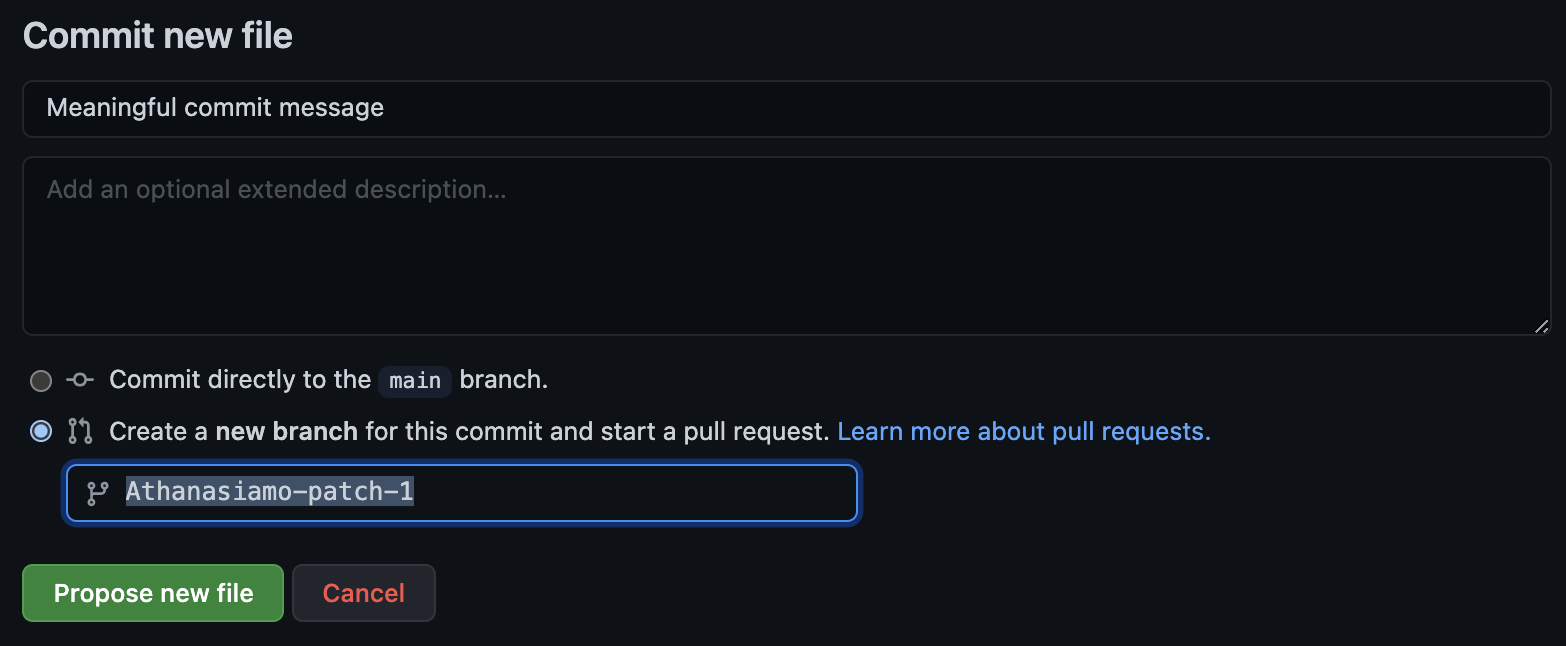 Commit new file
Meaningful commit message
Add an optional extended description...
Commit directly to the main branch.
Create a new branch for this commit and start a pull request. Learn more about pull requests.
Athanasiamo-patch-1
Propose new file Cancel